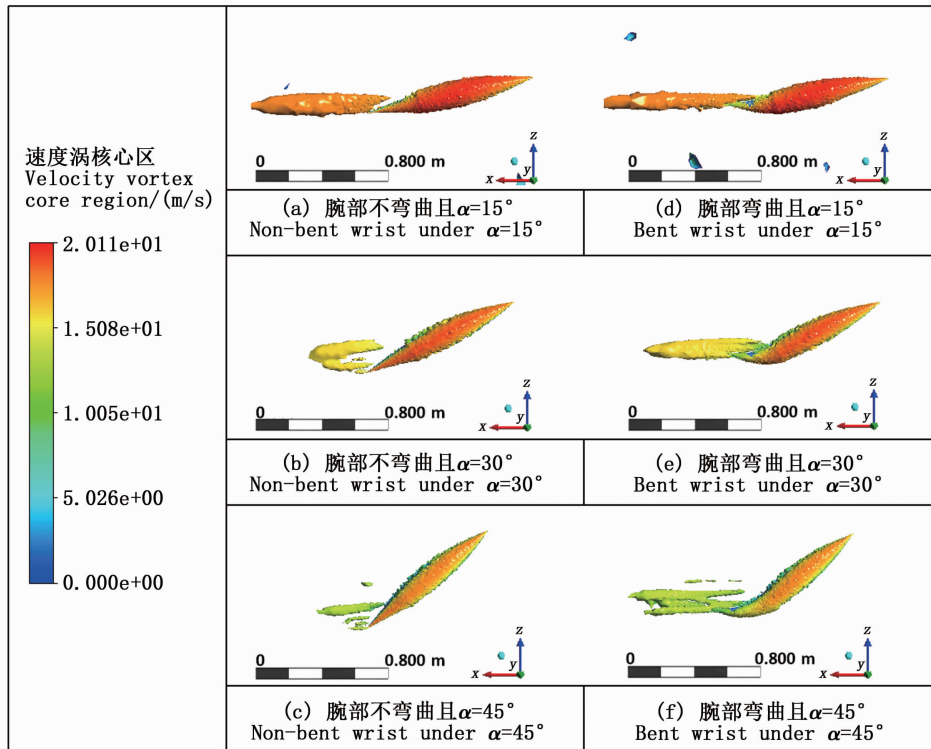 速度涡核心区
Velocity vortex
core region/(m/s)
2.011e+01
1.508e+01
1.005e+01
5.026e+00
0.000e+00
0 0.800 m
z
y
x
(a) 腕部不弯曲且α=15°
Non-bent wrist under α=15°
0 0.800 m
z
y
x
(d) 腕部弯曲且α=15°
Bent wrist under α=15°
0 0.800 m
z
y
x
(b) 腕部不弯曲且α=30°
Non-bent wrist under α=30°
0 0.800 m
z
y
x
(e) 腕部弯曲且α=30°
Bent wrist under α=30°
0 0.800 m
z
y
x
(c) 腕部不弯曲且α=45°
Non-bent wrist under α=45°
0 0.800 m
z
y
x
(f) 腕部弯曲且α=45°
Bent wrist under α=45°